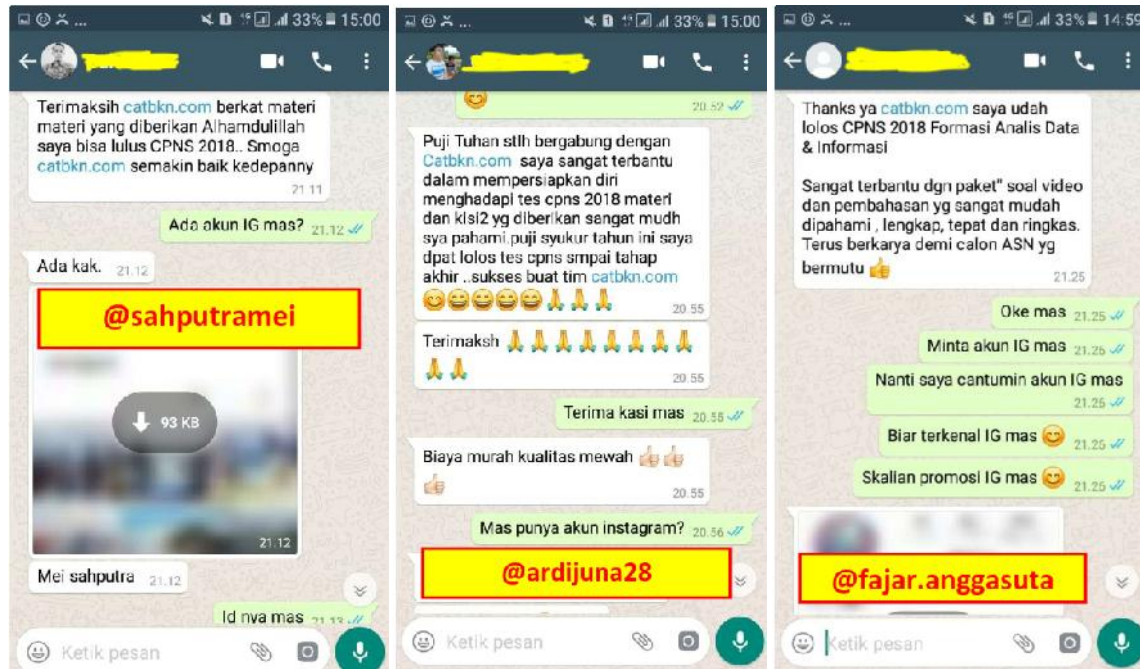 33% 15:00
Terimaksih catbkn.com berkat materi
materi yang diberikan Alhamdulillah
saya bisa lulus CPNS 2018.. Smoga
catbkn.com semakin baik kedepanny
21.11
Ada akun IG mas? 21.12
Ada kak. 21.12
@sahputramei
93 KB
21.12
Mei sahputra 21.12
Id nya mas 21.13
Ketik pesan
33% 15:00
20.52
Puji Tuhan stlh bergabung dengan
Catbkn.com saya sangat terbantu
dalam mempersiapkan diri
menghadapi tes cpns 2018 materi
dan kisi2 yg diberikan sangat mudh
sya pahami.puji syukur tahun ini saya
dpat lolos tes cpns smpai tahap
akhir ..sukses buat tim catbkn.com
20.55
Terimaksh
20.55
Terima kasi mas 20.55
Biaya murah kualitas mewah
20.55
Mas punya akun instagram? 20.56
@ardijuna28
Ketik pesan
33% 14:59
Thanks ya catbkn.com saya udah
lolos CPNS 2018 Formasi Analis Data
& Informasi
Sangat terbantu dgn paket" soal video
dan pembahasan yg sangat mudah
dipahami , lengkap, tepat dan ringkas.
Terus berkarya demi calon ASN yg
bermutu
21.25
Oke mas 21.25
Minta akun IG mas 21.25
Nanti saya cantumin akun IG mas
21.25
Biar terkenal IG mas 21.25
Skalian promosi IG mas 21.25
@fajar.anggasuta
Ketik pesan